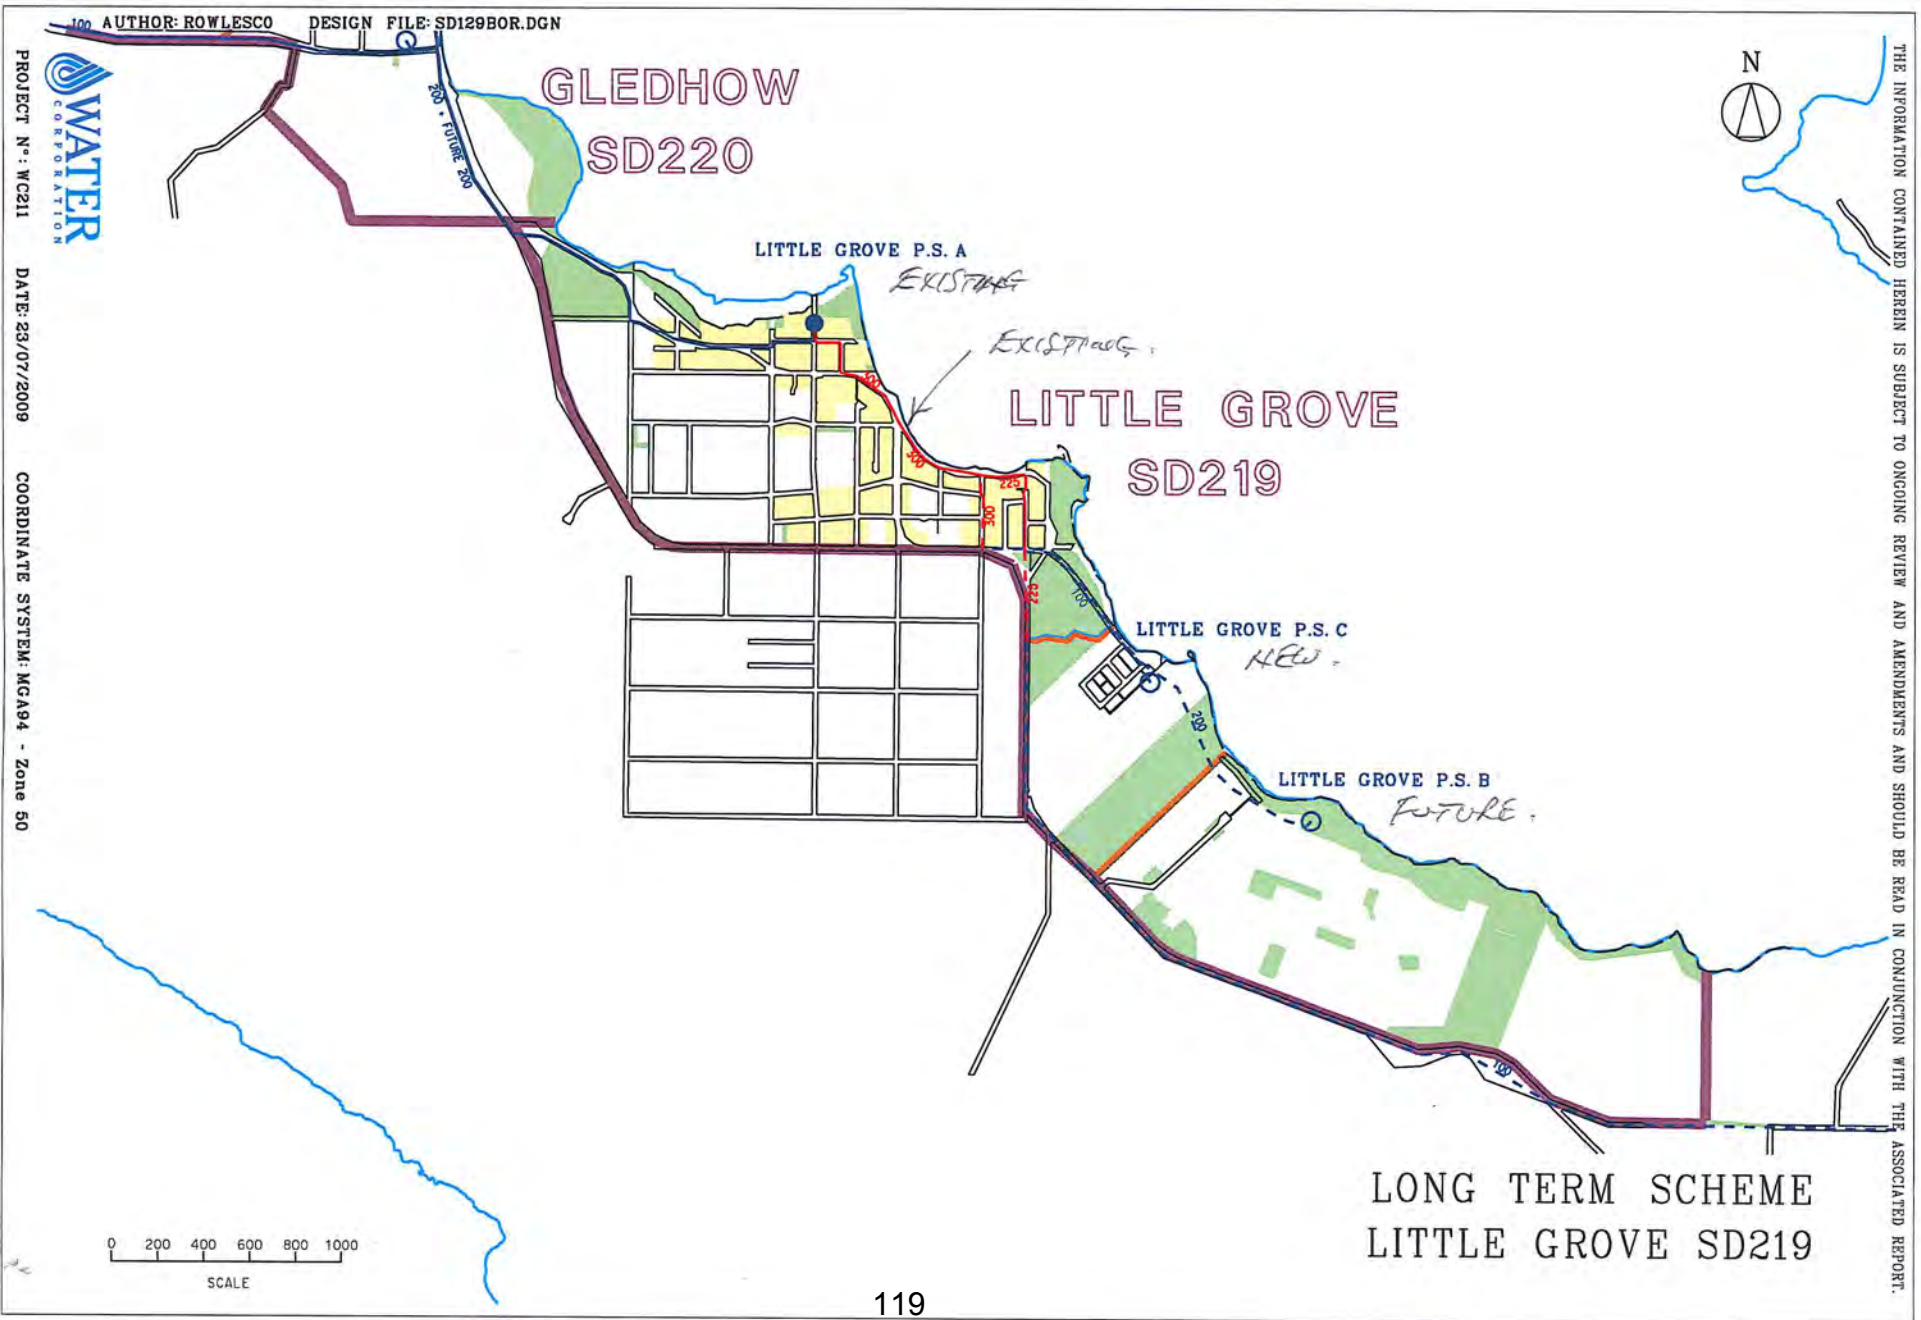 AUTHOR: ROWLESCO DESIGN FILE: SD129BOR.DGN
100
WATER
CORPORATION
PROJECT Nº: WC211 DATE: 23/07/2009 COORDINATE SYSTEM: MGA94 - Zone 50
GLEDHOW
SD220
200 + FUTURE 200
N
LITTLE GROVE P.S. A
EXISTING
EXISTING.
LITTLE GROVE
SD219
300
300
225
300
225
100
LITTLE GROVE P.S. C
NEW.
200
LITTLE GROVE P.S. B
FUTURE.
100
THE INFORMATION CONTAINED HEREIN IS SUBJECT TO ONGOING REVIEW AND AMENDMENTS AND SHOULD BE READ IN CONJUNCTION WITH THE ASSOCIATED REPORT.
LONG TERM SCHEME
LITTLE GROVE SD219
0 200 400 600 800 1000
SCALE
119